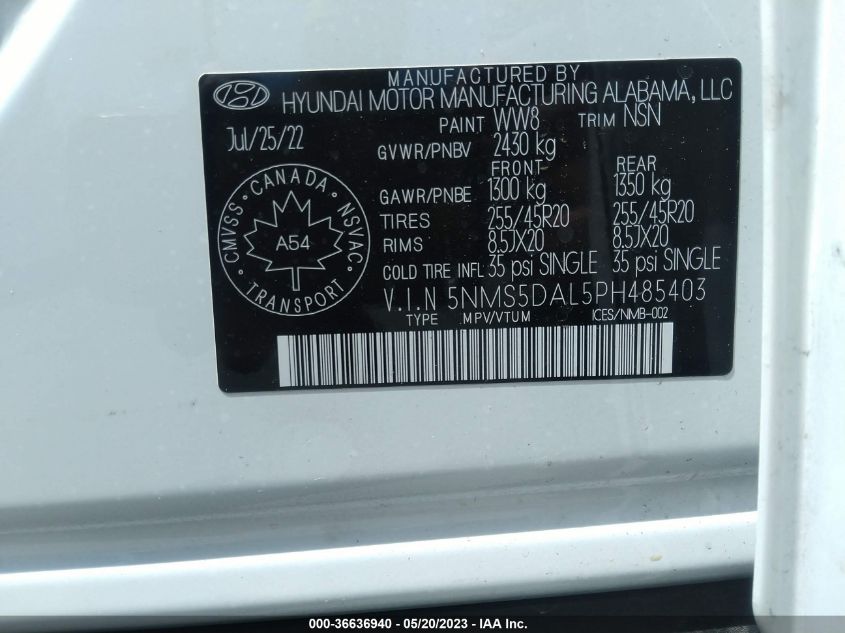 MANUFACTURED BY
HYUNDAI MOTOR MANUFACTURING ALABAMA, LLC
Jul/25/22
PAINT WW8 TRIM NSN
GVWR/PNBV 2430 kg
FRONT REAR
GAWR/PNBE 1300 kg 1350 kg
TIRES 255/45R20 255/45R20
RIMS 8.5JX20 8.5JX20
COLD TIRE INFL 35 psi SINGLE 35 psi SINGLE
V.I.N 5NMS5DAL5PH485403
TYPE MPV/VTUM ICES/NMB-002
CMVSS • CANADA • NSVAC
A54
TRANSPORT
000-36636940 - 05/20/2023 - IAA Inc.